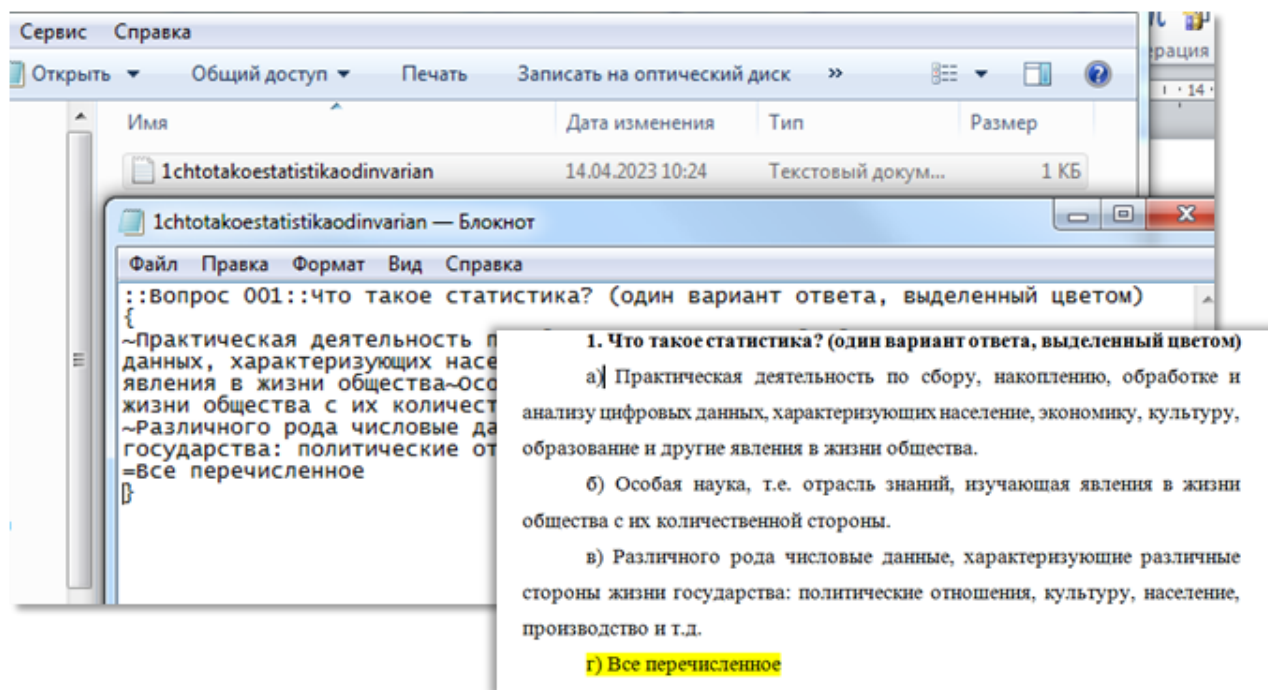 Сервис Справка
Открыть Общий доступ Печать Записать на оптический диск »
рация
1 · 14 ·
Имя Дата изменения Тип Размер
1chtotakoestatistikaodinvarian 14.04.2023 10:24 Текстовый докум... 1 КБ
1chtotakoestatistikaodinvarian — Блокнот
Файл Правка Формат Вид Справка
::Вопрос 001::Что такое статистика? (один вариант ответа, выделенный цветом)
{
~Практическая деятельность п
данных, характеризующих насе
явления в жизни общества~Осо
жизни общества с их количест
~Различного рода числовые да
государства: политические от
=Все перечисленное
}
1. Что такое статистика? (один вариант ответа, выделенный цветом)
а) Практическая деятельность по сбору, накоплению, обработке и
анализу цифровых данных, характеризующих население, экономику, культуру,
образование и другие явления в жизни общества.
б) Особая наука, т.е. отрасль знаний, изучающая явления в жизни
общества с их количественной стороны.
в) Различного рода числовые данные, характеризующие различные
стороны жизни государства: политические отношения, культуру, население,
производство и т.д.
г) Все перечисленное